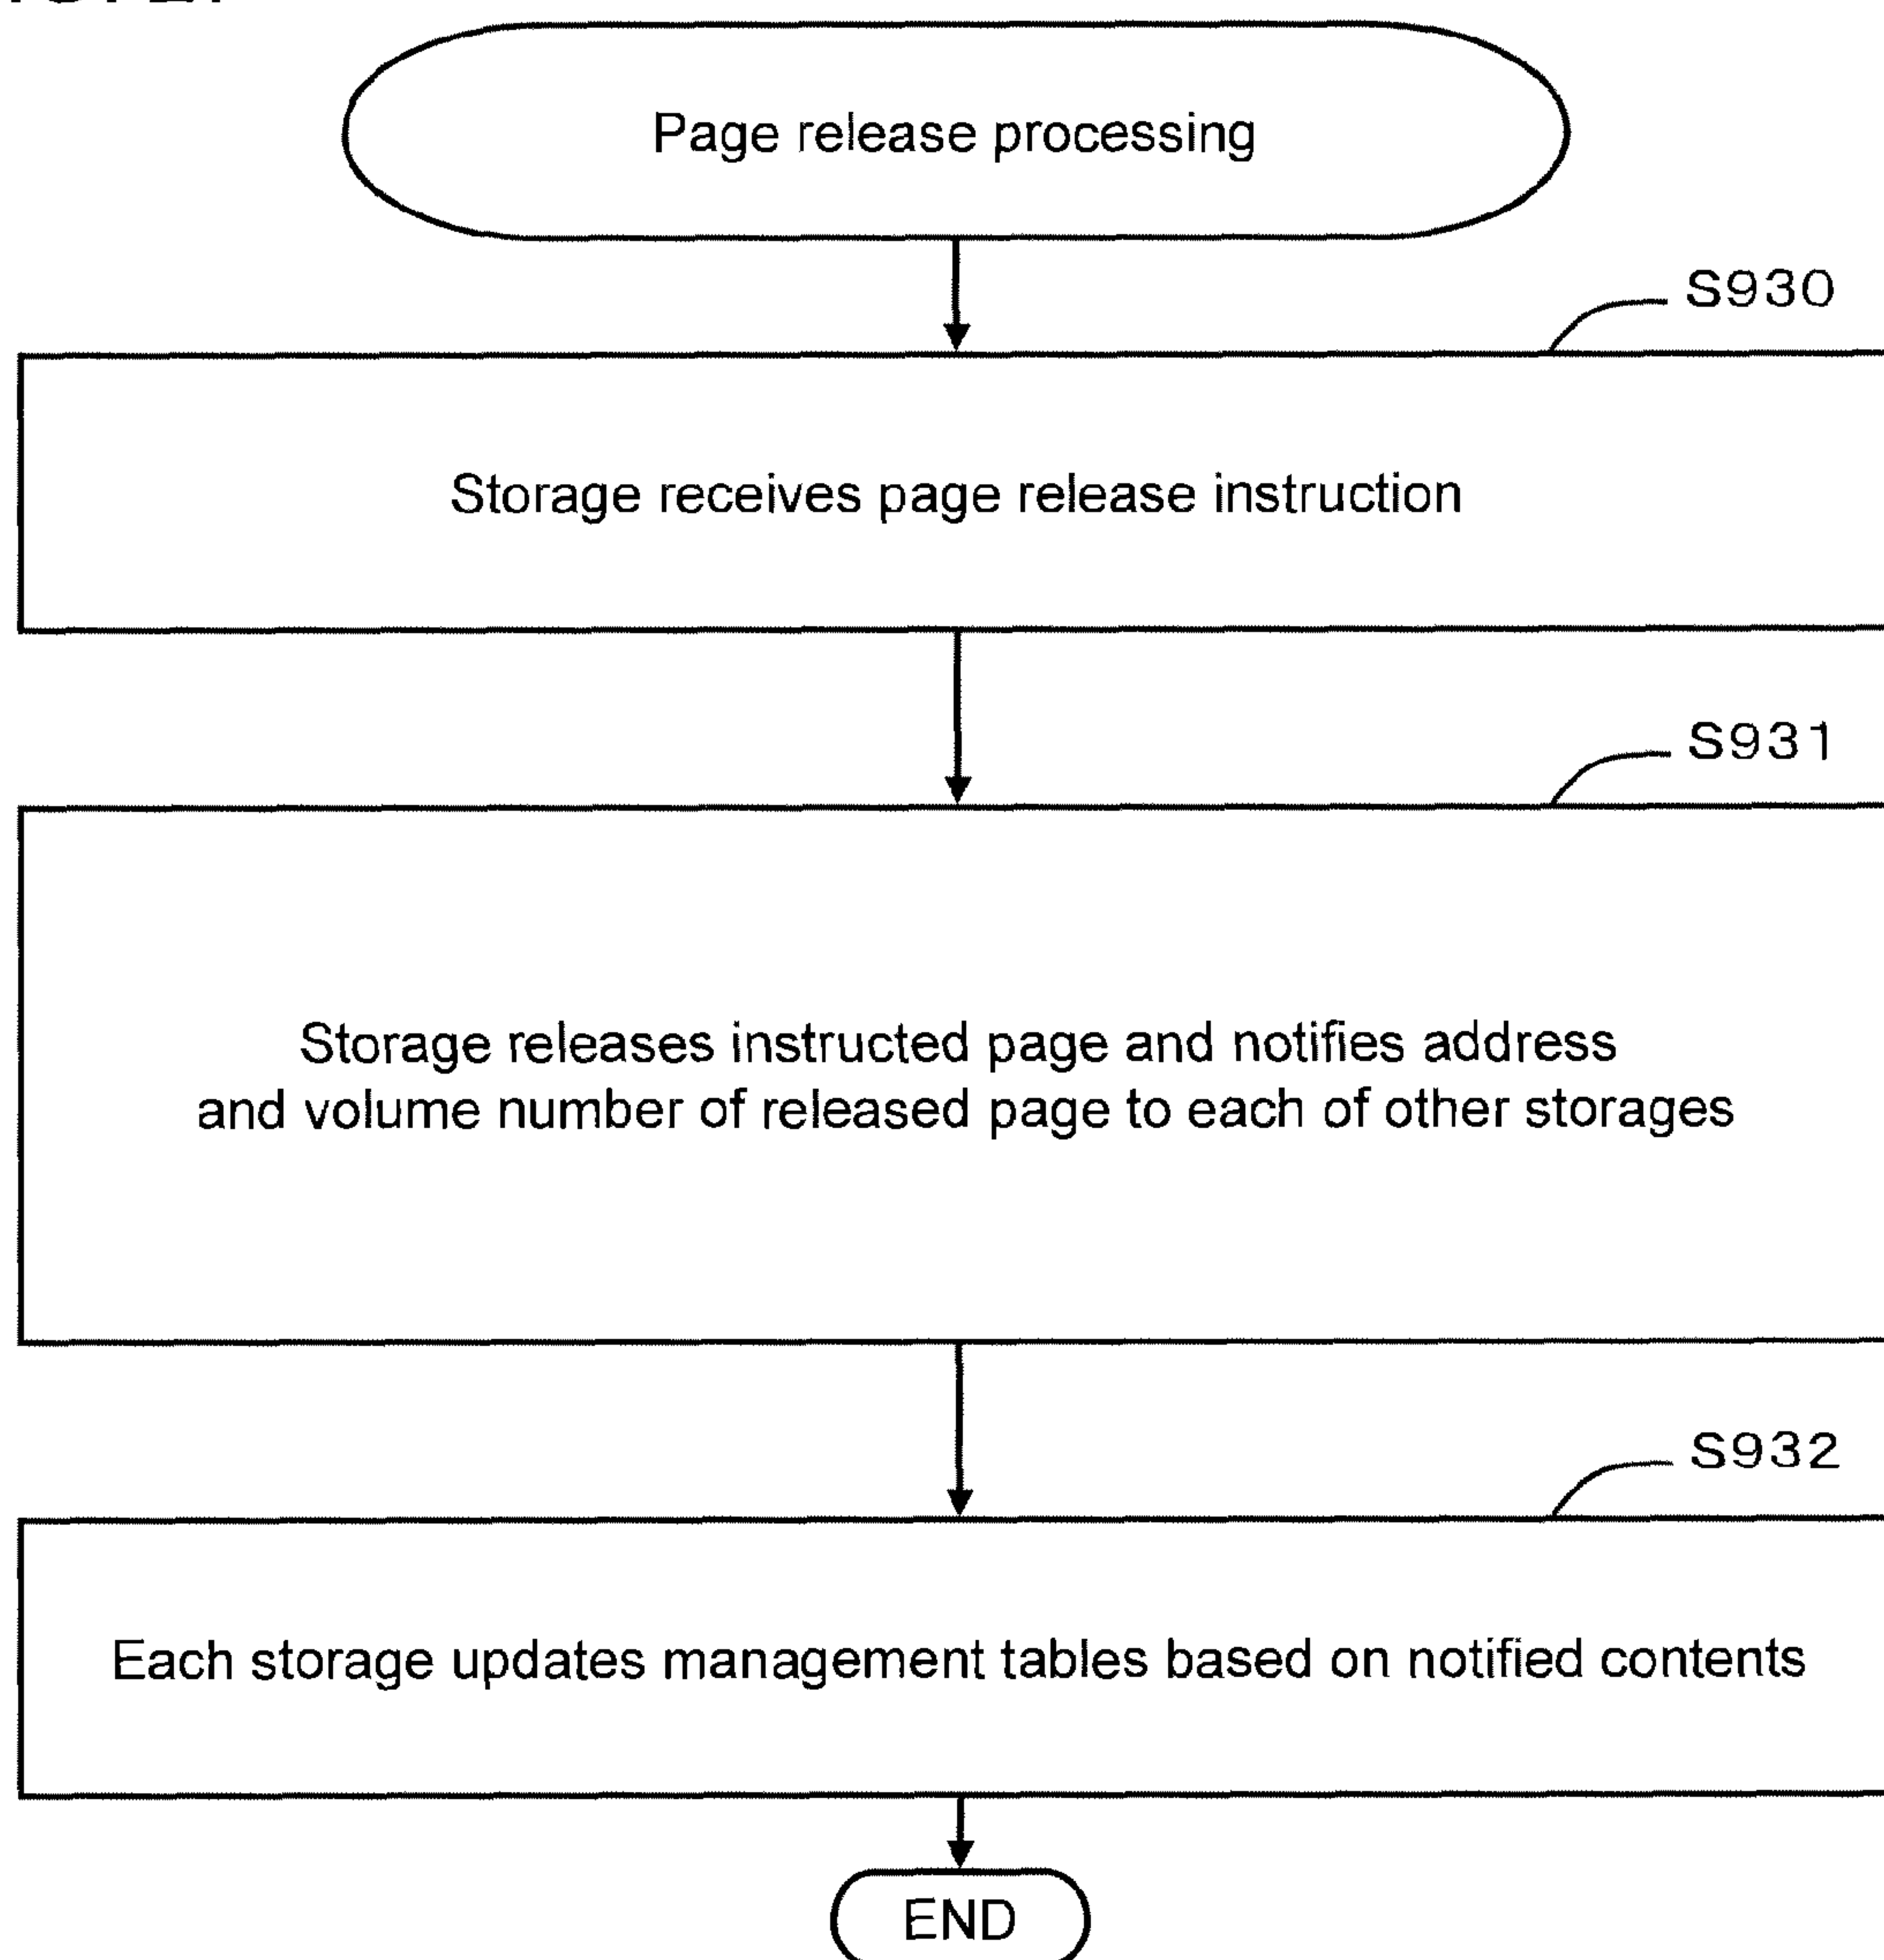 Page release processing
S930
Storage receives page release instruction
S931
Storage releases instructed page and notifies address
and volume number of released page to each of other storages
S932
Each storage updates management tables based on notified contents
END